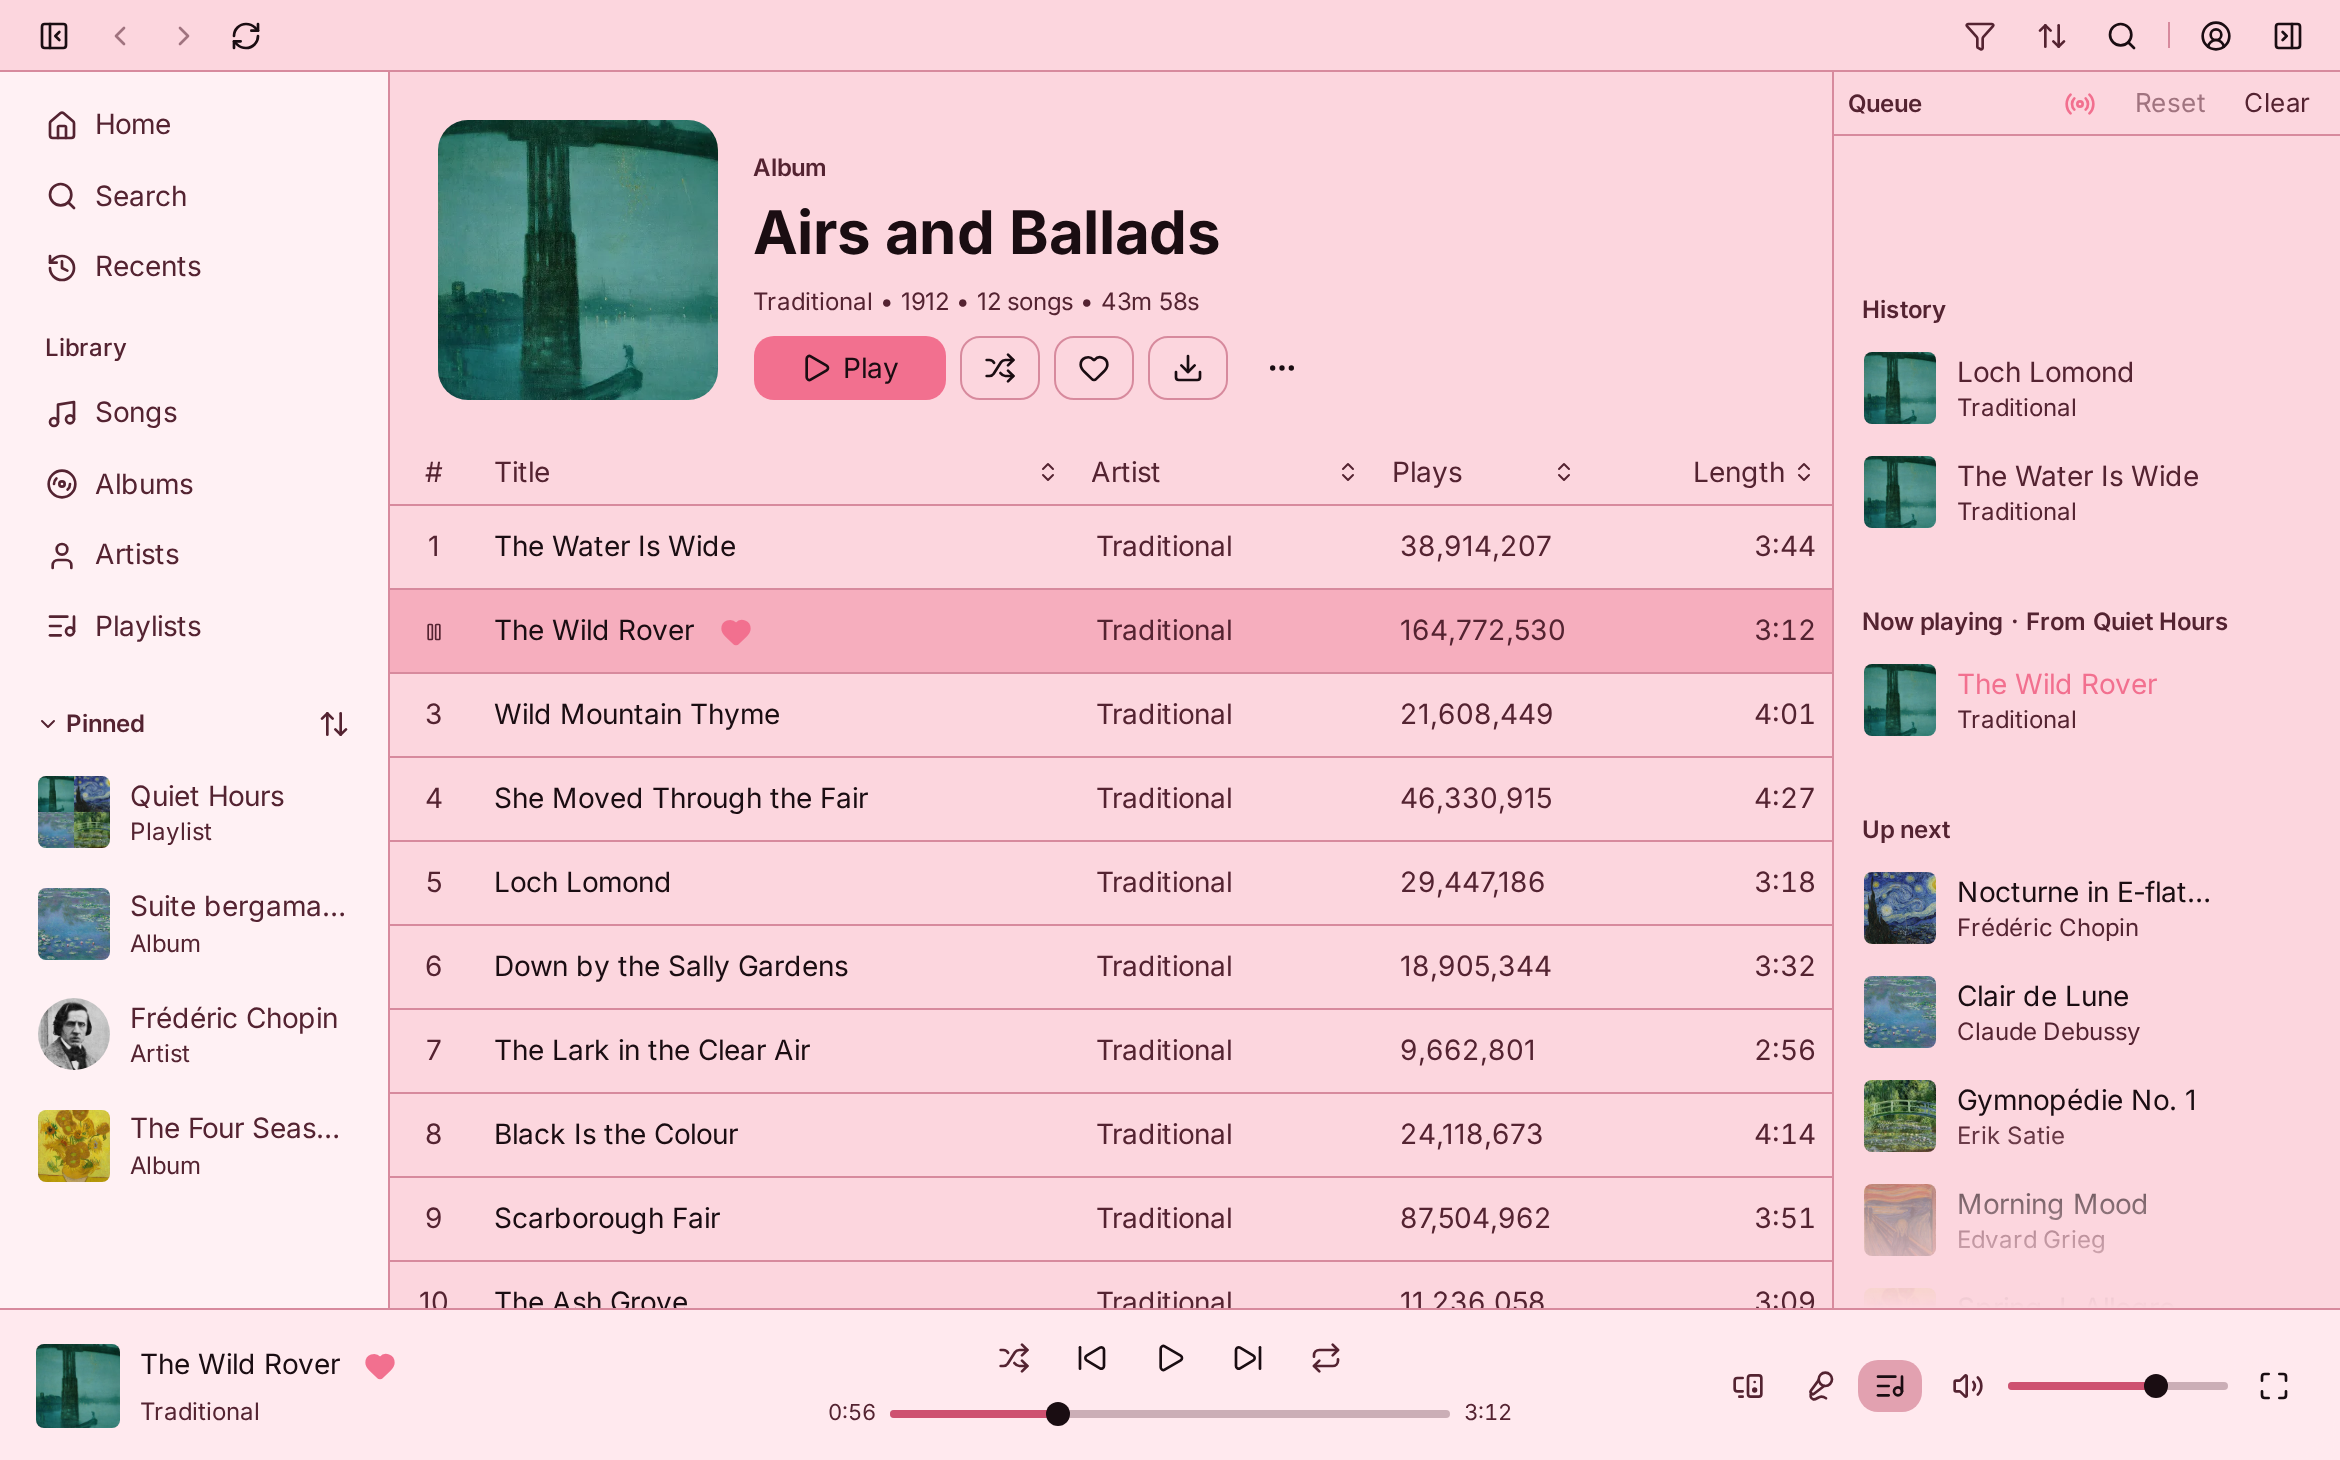 Home
Search
Recents
Library
Songs
Albums
Artists
Playlists
Pinned
Quiet Hours
Playlist
Suite bergama...
Album
Frédéric Chopin
Artist
The Four Seas...
Album
Album
Airs and Ballads
Traditional • 1912 • 12 songs • 43m 58s
Play
# Title Artist Plays Length
1 The Water Is Wide Traditional 38,914,207 3:44
The Wild Rover Traditional 164,772,530 3:12
3 Wild Mountain Thyme Traditional 21,608,449 4:01
4 She Moved Through the Fair Traditional 46,330,915 4:27
5 Loch Lomond Traditional 29,447,186 3:18
6 Down by the Sally Gardens Traditional 18,905,344 3:32
7 The Lark in the Clear Air Traditional 9,662,801 2:56
8 Black Is the Colour Traditional 24,118,673 4:14
9 Scarborough Fair Traditional 87,504,962 3:51
10 The Ash Grove Traditional 11,236,058 3:09
Queue Reset Clear
History
Loch Lomond
Traditional
The Water Is Wide
Traditional
Now playing · From Quiet Hours
The Wild Rover
Traditional
Up next
Nocturne in E-flat...
Frédéric Chopin
Clair de Lune
Claude Debussy
Gymnopédie No. 1
Erik Satie
Morning Mood
Edvard Grieg
The Wild Rover
Traditional
0:56 3:12